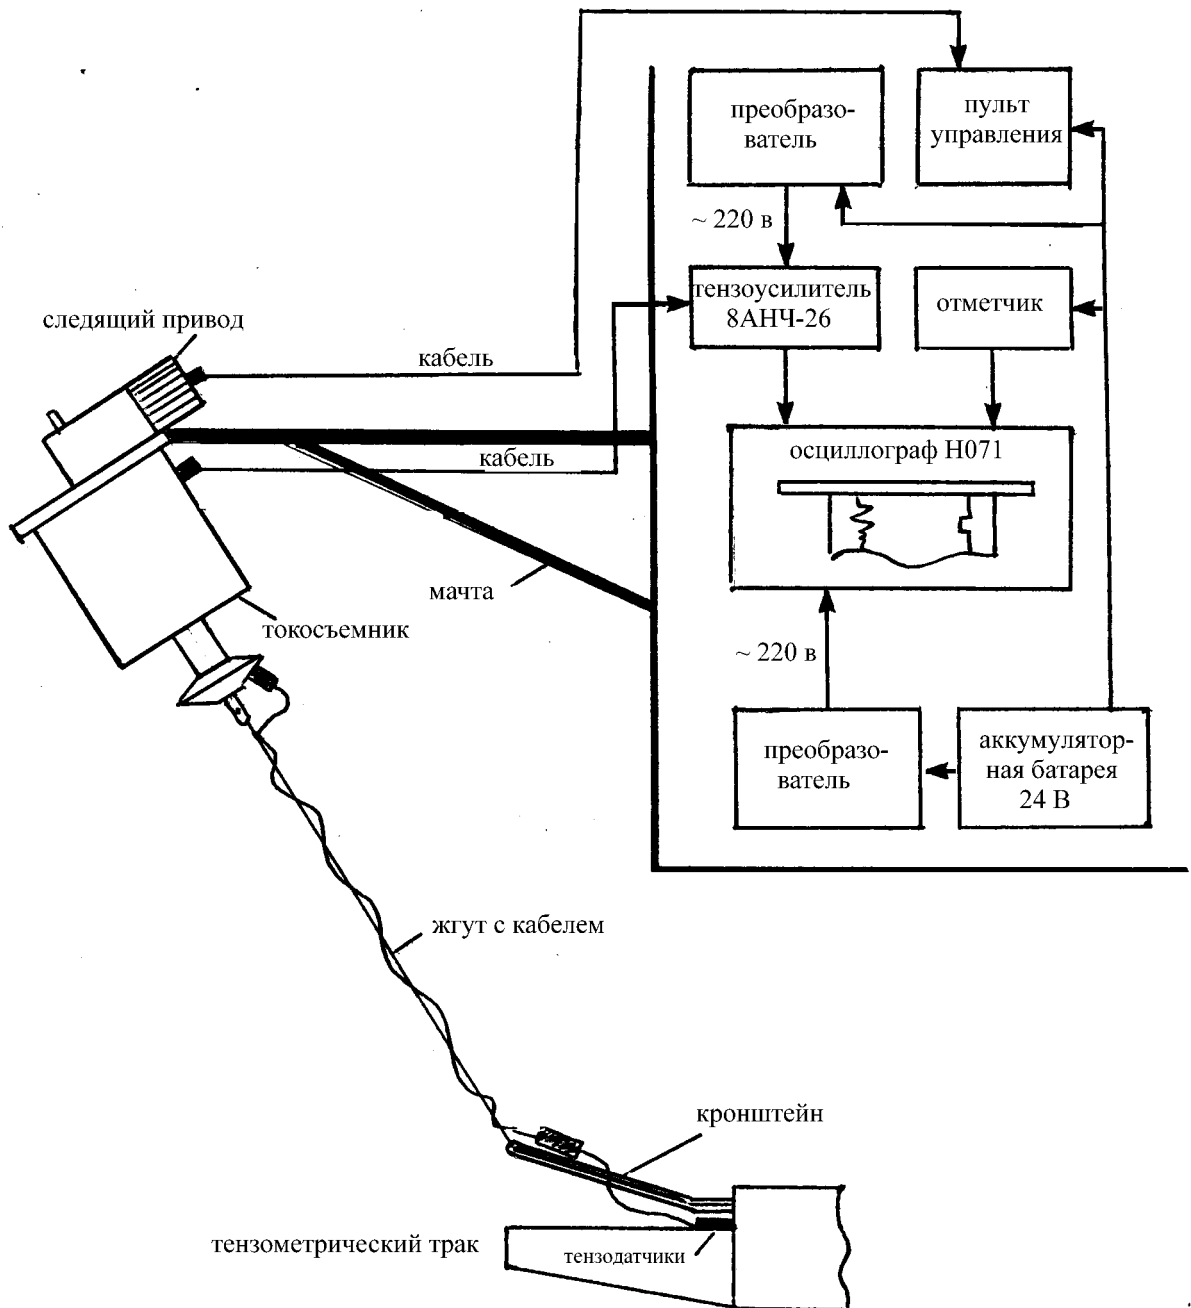 преобразо-
ватель
пульт
управления
~ 220 в
тензоусилитель
8АНЧ-26
отметчик
следящий привод
кабель
осциллограф Н071
кабель
мачта
токосъемник
~ 220 в
преобразо-
ватель
аккумулятор-
ная батарея
24 В
жгут с кабелем
кронштейн
тензометрический трак
тензодатчики